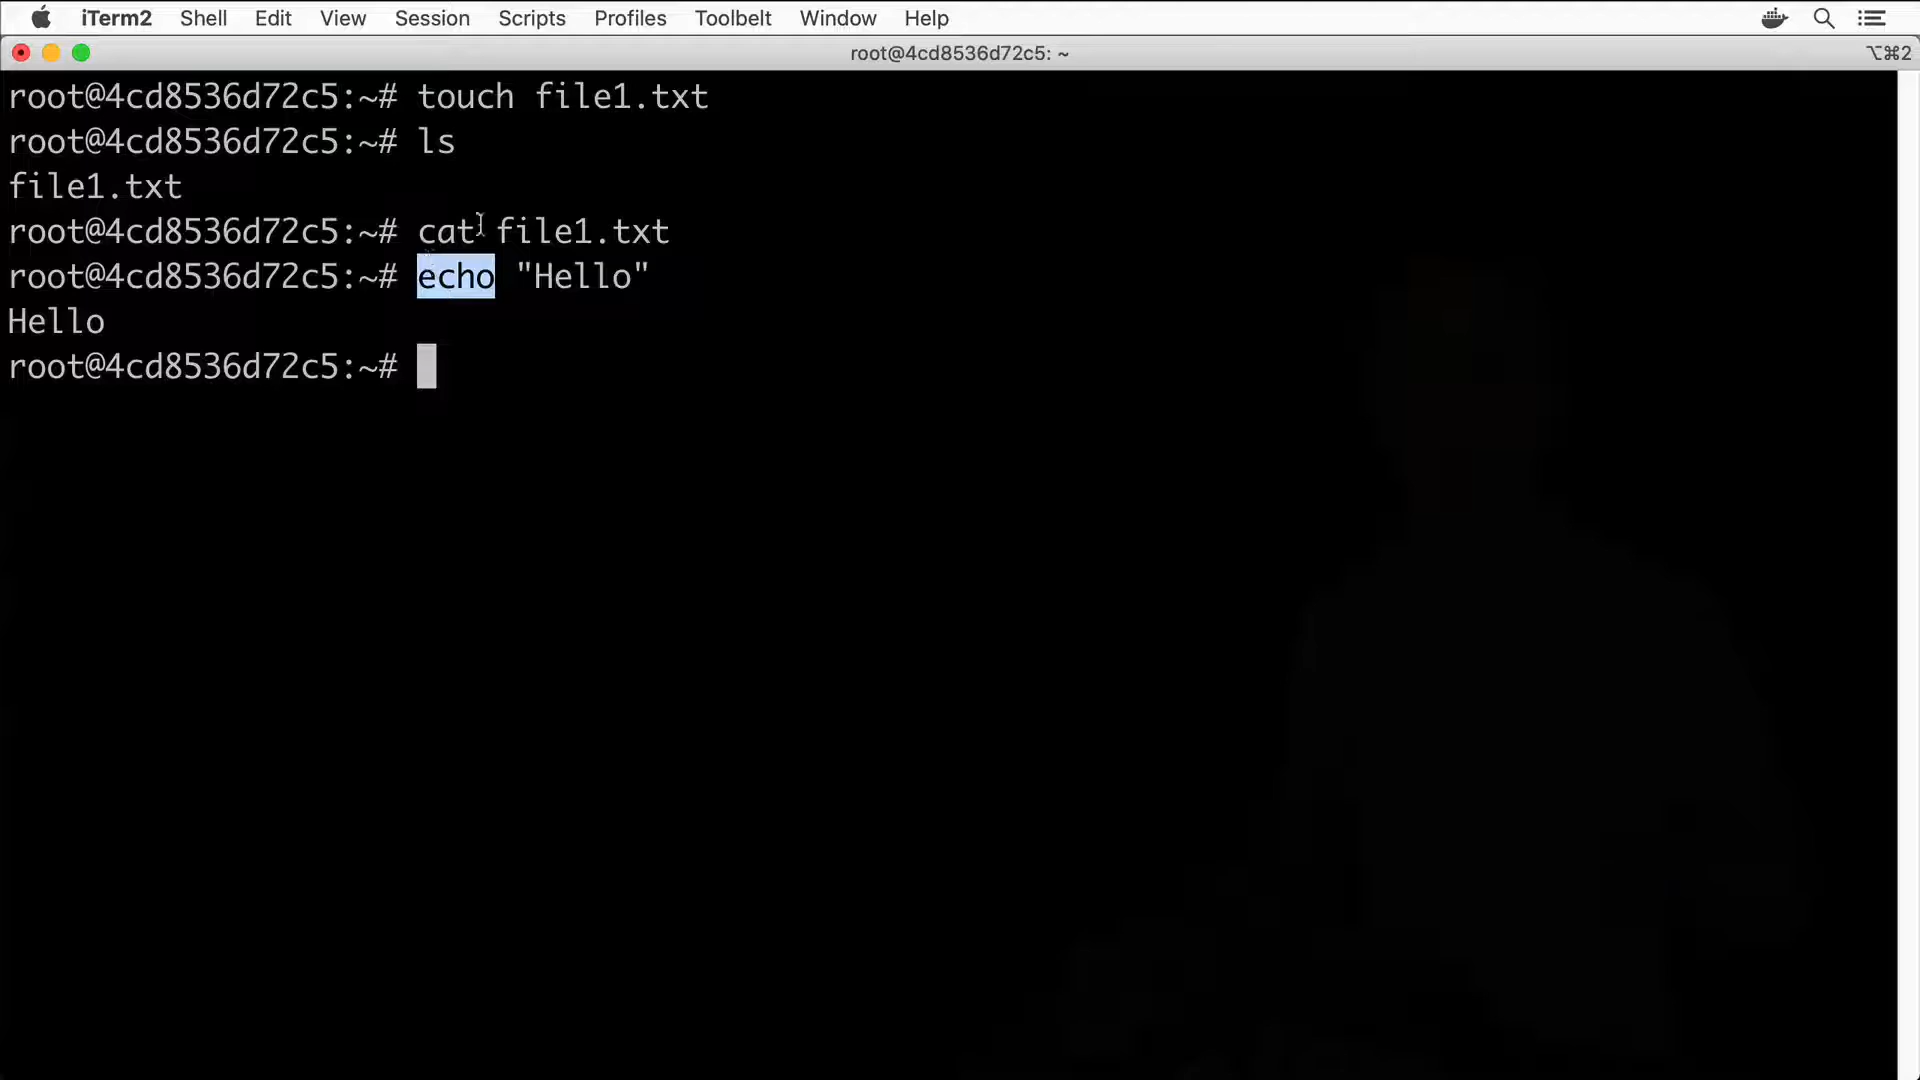 iTerm2 Shell Edit View Session Scripts Profiles Toolbelt Window Help
root@4cd8536d72c5: ~ ⌥⌘2
root@4cd8536d72c5:~# touch file1.txt
root@4cd8536d72c5:~# ls
file1.txt
root@4cd8536d72c5:~# cat file1.txt
root@4cd8536d72c5:~# echo "Hello"
Hello
root@4cd8536d72c5:~#